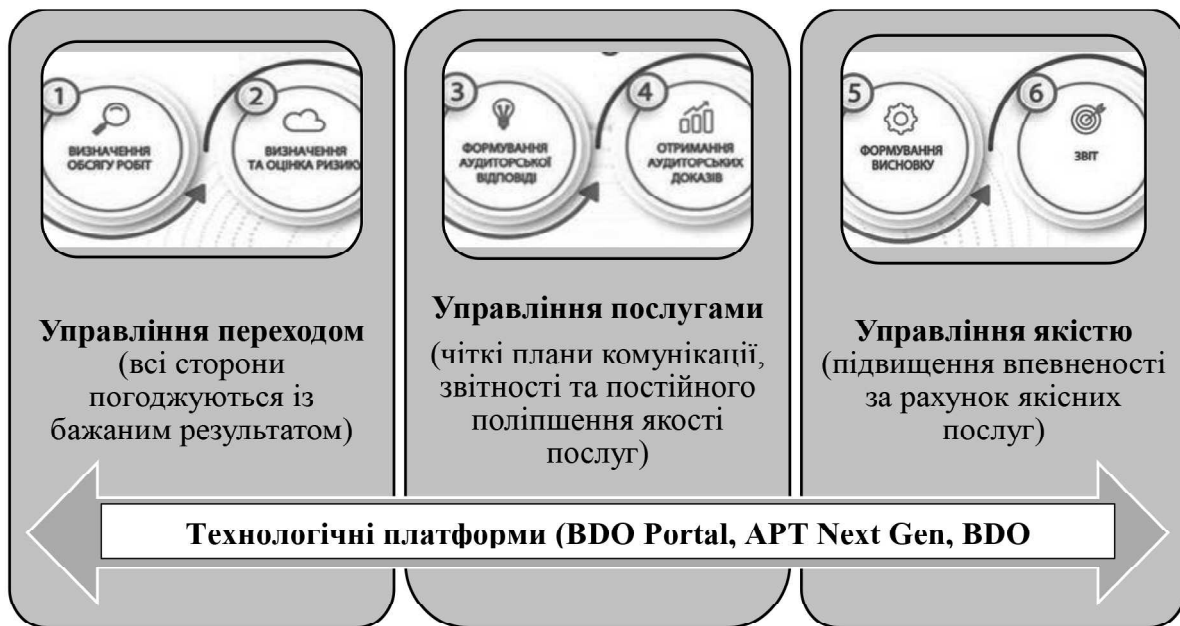 1
ВИЗНАЧЕННЯ
ОБСЯГУ РОБІТ
2
ВИЗНАЧЕННЯ
ТА ОЦІНКА РИЗИКУ
3
ФОРМУВАННЯ
АУДИТОРСЬКОЇ
ВІДПОВІДІ
4
ОТРИМАННЯ
АУДИТОРСЬКИХ
ДОКАЗІВ
5
ФОРМУВАННЯ
ВИСНОВКУ
6
ЗВІТ
Управління переходом
(всі сторони
погоджуються із
бажаним результатом)
Управління послугами
(чіткі плани комунікації,
звітності та постійного
поліпшення якості
послуг)
Управління якістю
(підвищення впевненості
за рахунок якісних
послуг)
Технологічні платформи (BDO Portal, APT Next Gen, BDO